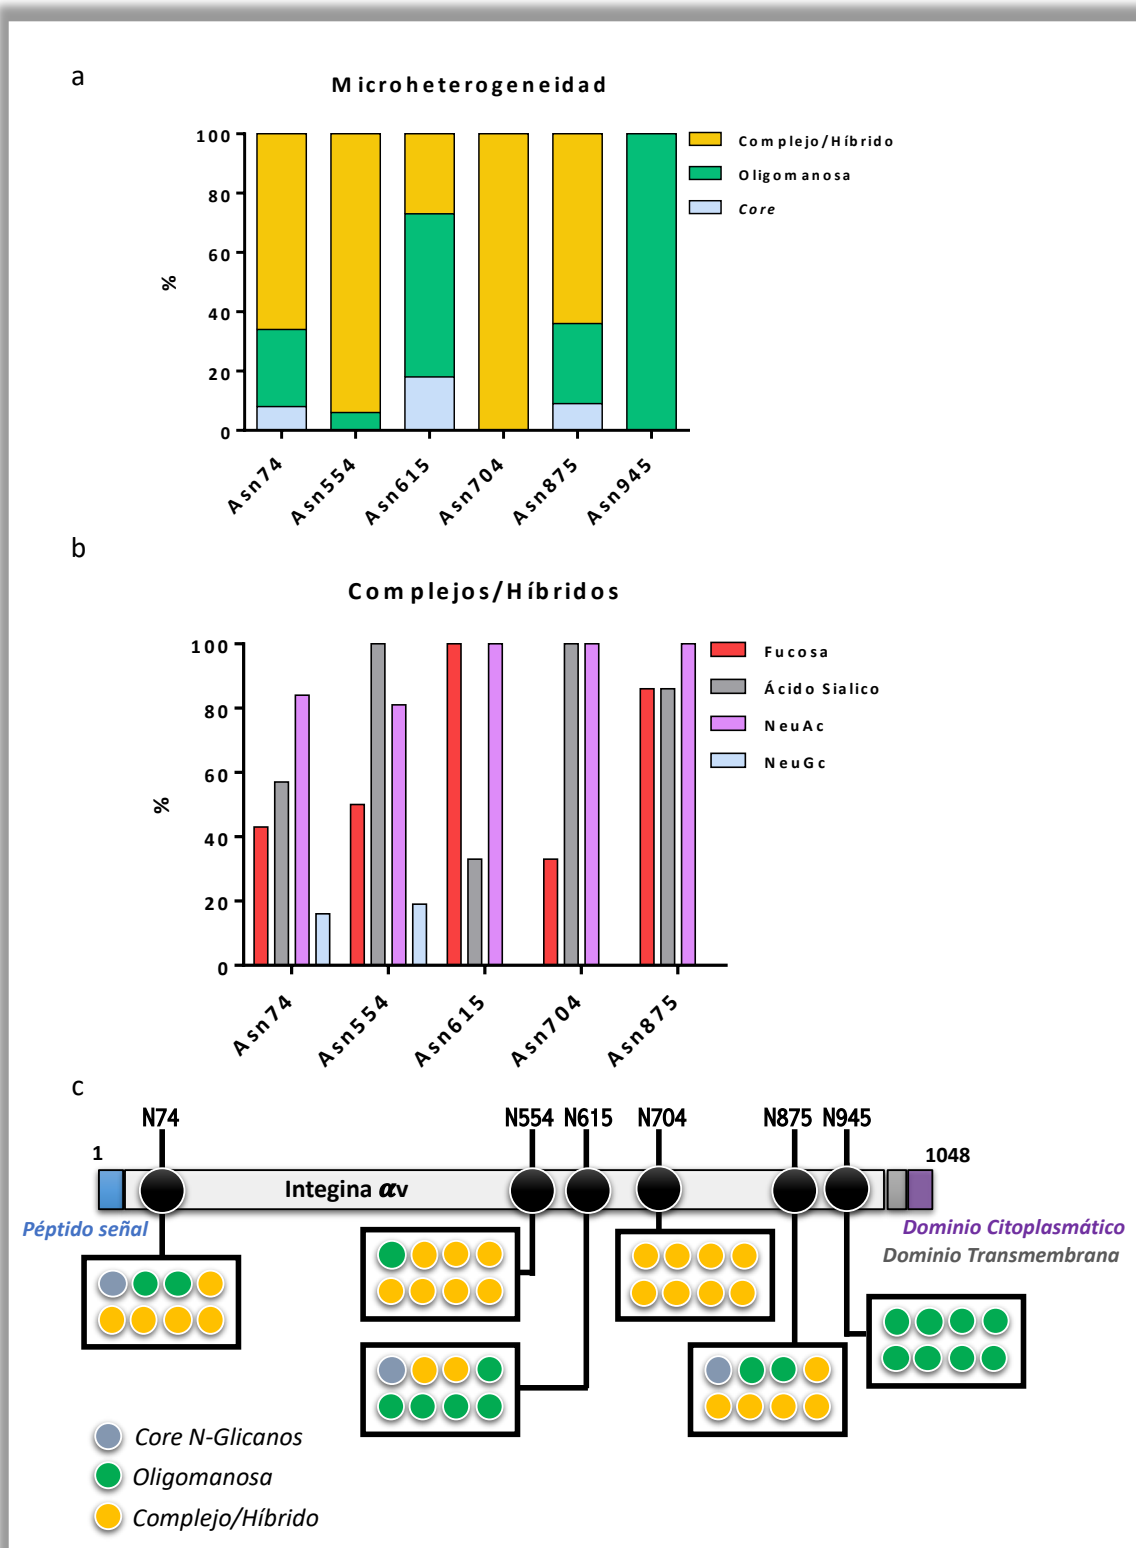 a
Microheterogeneidad
100
80
60
40
20
0
%
Asn74
Asn554
Asn615
Asn704
Asn875
Asn945
Complejo/Híbrido
Oligomanosa
Core
b
Complejos/Híbridos
100
80
60
40
20
0
%
Asn74
Asn554
Asn615
Asn704
Asn875
Fucosa
Ácido Sialico
NeuAc
NeuGc
c
N74 N554 N615 N704 N875 N945
1 1048
Integina αv
Péptido señal
Dominio Citoplasmático
Dominio Transmembrana
Core N-Glicanos
Oligomanosa
Complejo/Híbrido